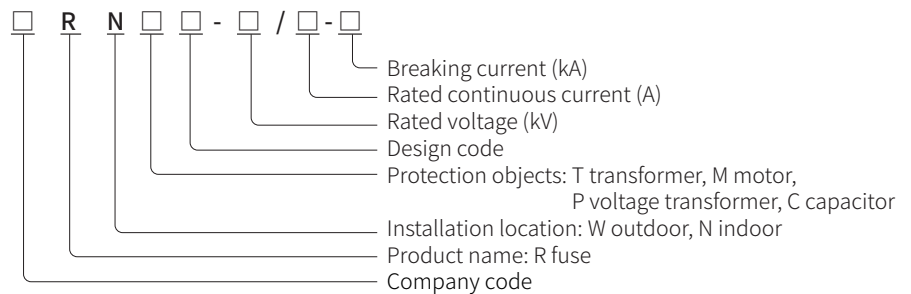 □ R N □ □ - □ / □ - □
Breaking current (kA)
Rated continuous current (A)
Rated voltage (kV)
Design code
Protection objects: T transformer, M motor,
P voltage transformer, C capacitor
Installation location: W outdoor, N indoor
Product name: R fuse
Company code